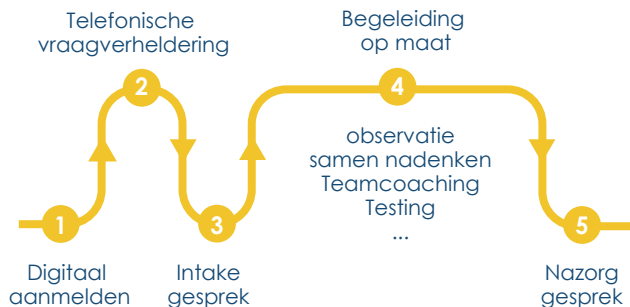 Telefonische
vraagverheldering
Begeleiding
op maat
2
4
observatie
samen nadenken
Teamcoaching
Testing
...
1
3
5
Digitaal
aanmelden
Intake
gesprek
Nazorg
gesprek